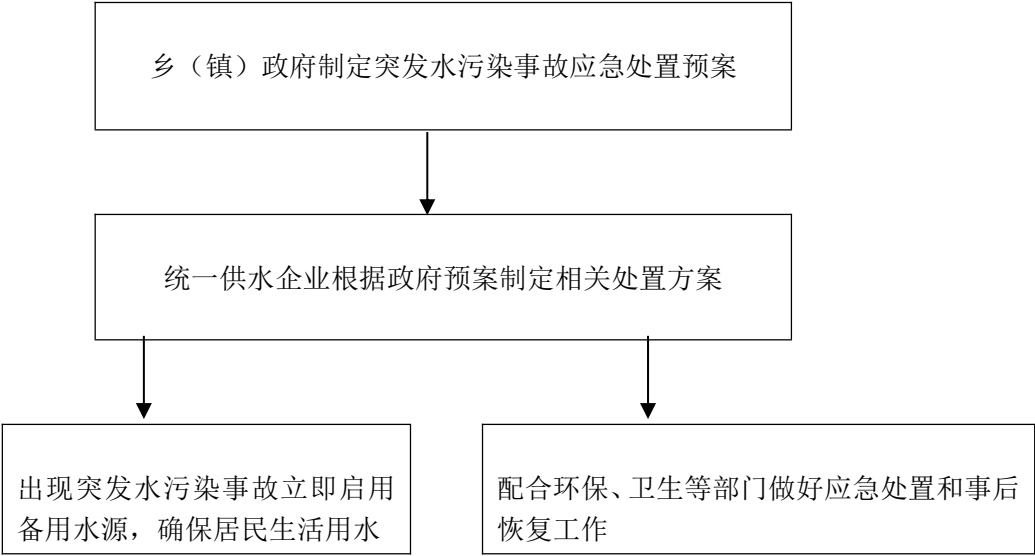 乡（镇）政府制定突发水污染事故应急处置预案
统一供水企业根据政府预案制定相关处置方案
出现突发水污染事故立即启用
备用水源，确保居民生活用水
配合环保、卫生等部门做好应急处置和事后
恢复工作